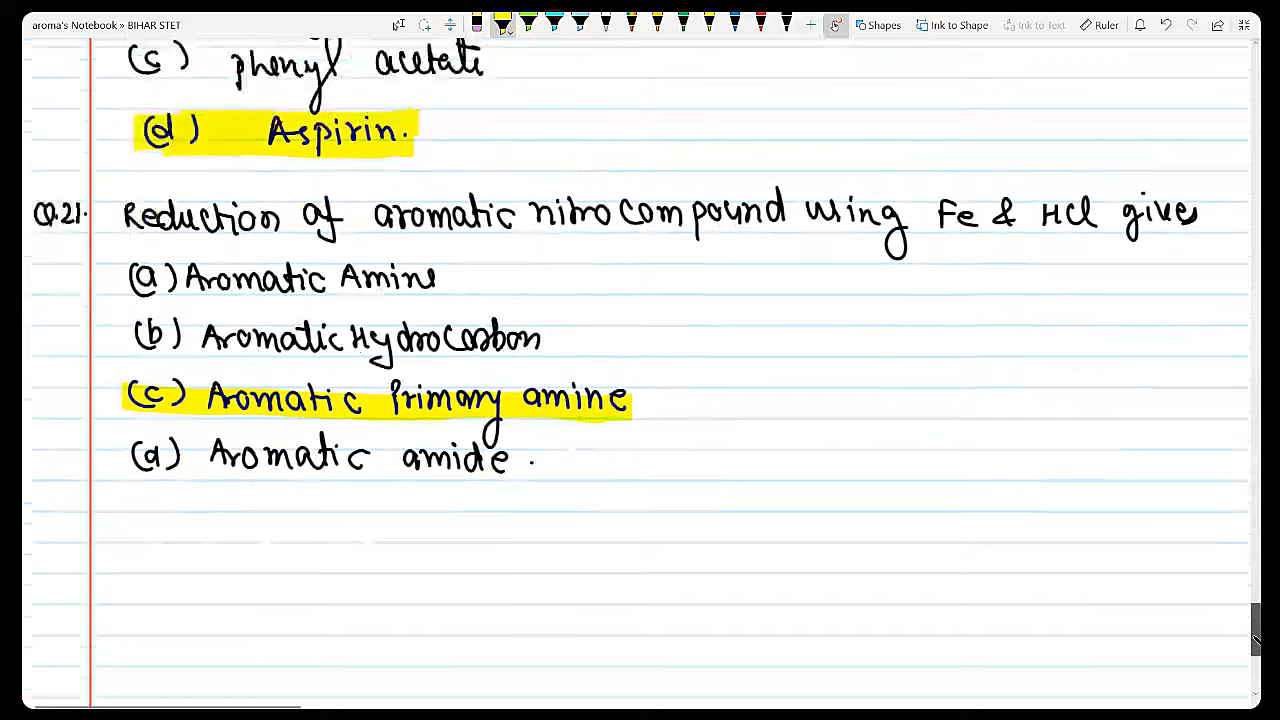 aroma's Notebook » BIHAR STET
Shapes
Ink to Shape
Ink to Text
Ruler
(c) phenyl acetate
(d) Aspirin.
Q.21. Reduction of aromatic nitro compound using Fe & HCl gives
(a) Aromatic Amine
(b) Aromatic Hydrocarbon
(c) Aromatic Primary amine
(d) Aromatic amide.